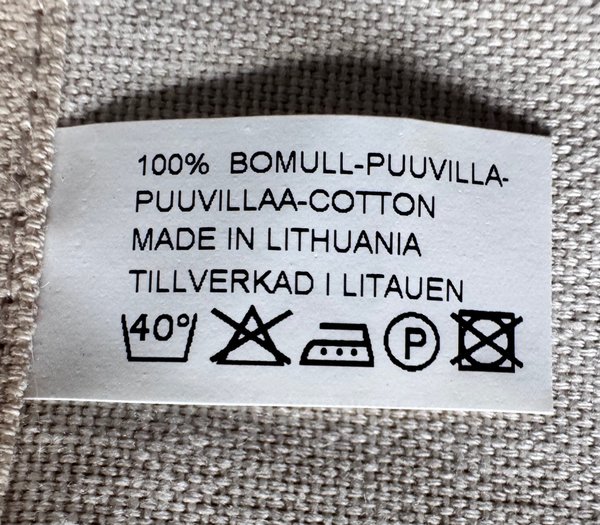 100% BOMULL-PUUVILLA-
PUUVILLAA-COTTON
MADE IN LITHUANIA
TILLVERKAD I LITAUEN
40° P